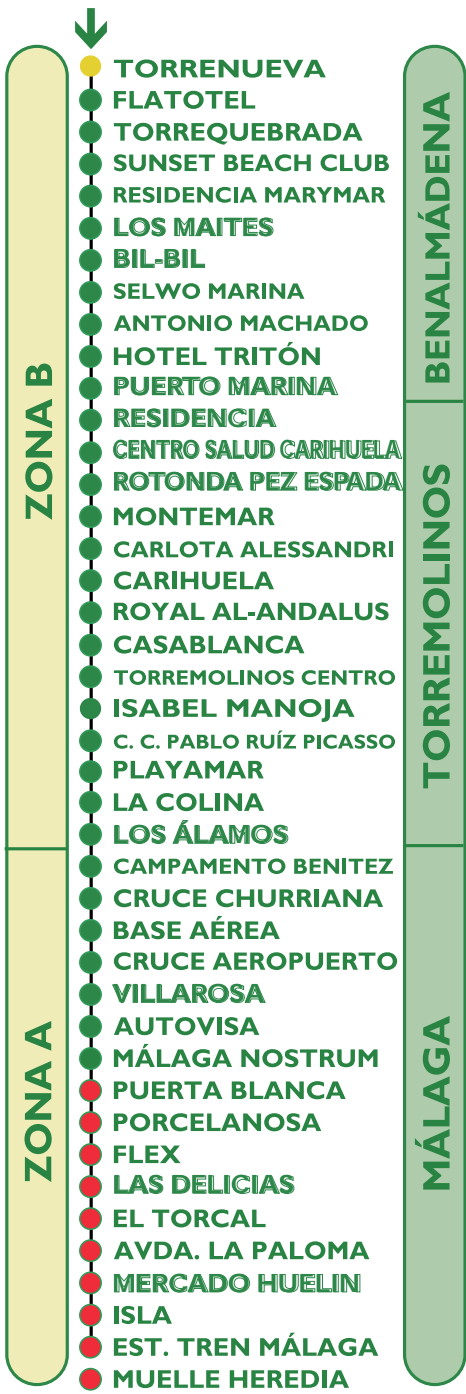 TORRENUEVA
FLATOTEL
TORREQUEBRADA
SUNSET BEACH CLUB
RESIDENCIA MARYMAR
LOS MAITES
BIL-BIL
SELWO MARINA
ANTONIO MACHADO
HOTEL TRITÓN
PUERTO MARINA
RESIDENCIA
CENTRO SALUD CARIHUELA
ROTONDA PEZ ESPADA
MONTEMAR
CARLOTA ALESSANDRI
CARIHUELA
ROYAL AL-ANDALUS
CASABLANCA
TORREMOLINOS CENTRO
ISABEL MANOJA
C. C. PABLO RUÍZ PICASSO
PLAYAMAR
LA COLINA
LOS ÁLAMOS
CAMPAMENTO BENITEZ
CRUCE CHURRIANA
BASE AÉREA
CRUCE AEROPUERTO
VILLAROSA
AUTOVISA
MÁLAGA NOSTRUM
PUERTA BLANCA
PORCELANOSA
FLEX
LAS DELICIAS
EL TORCAL
AVDA. LA PALOMA
MERCADO HUELIN
ISLA
EST. TREN MÁLAGA
MUELLE HEREDIA
ZONA B
ZONA A
BENALMÁDENA
TORREMOLINOS
MÁLAGA